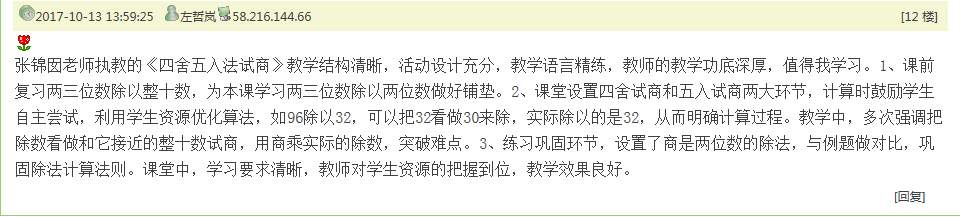 2017-10-13 13:59:25 左哲岚 58.216.144.66 [12 楼]
张锦囡老师执教的《四舍五入法试商》教学结构清晰，活动设计充分，教学语言精练，教师的教学功底深厚，值得我学习。1、课前
复习两三位数除以整十数，为本课学习两三位数除以两位数做好铺垫。2、课堂设置四舍试商和五入试商两大环节，计算时鼓励学生
自主尝试，利用学生资源优化算法，如96除以32，可以把32看做30来除，实际除以的是32，从而明确计算过程。教学中，多次强调把
除数看做和它接近的整十数试商，用商乘实际的除数，突破难点。3、练习巩固环节，设置了商是两位数的除法，与例题做对比，巩
固除法计算法则。课堂中，学习要求清晰，教师对学生资源的把握到位，教学效果良好。
[回复]